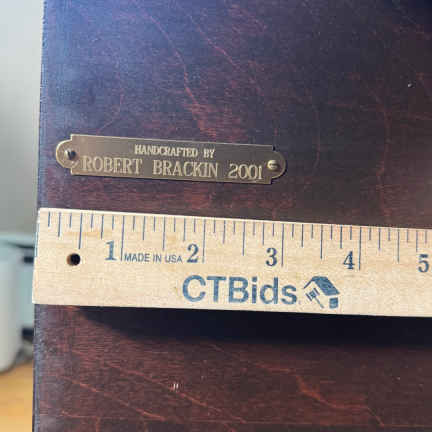 HANDCRAFTED BY
ROBERT BRACKIN 2001
1 MADE IN USA 2 3 4 5
CTBids